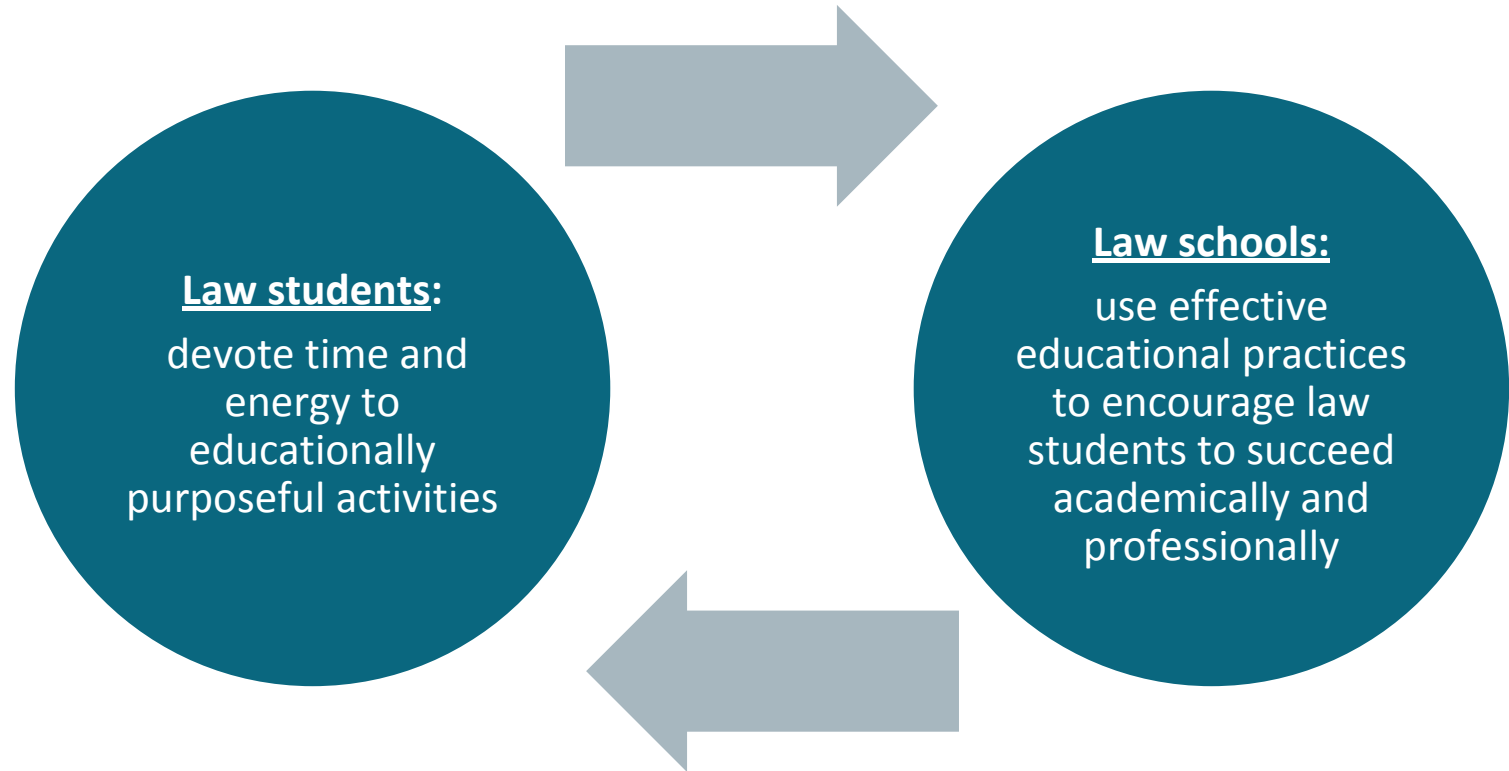 Law students:
devote time and
energy to
educationally
purposeful activities
Law schools:
use effective
educational practices
to encourage law
students to succeed
academically and
professionally